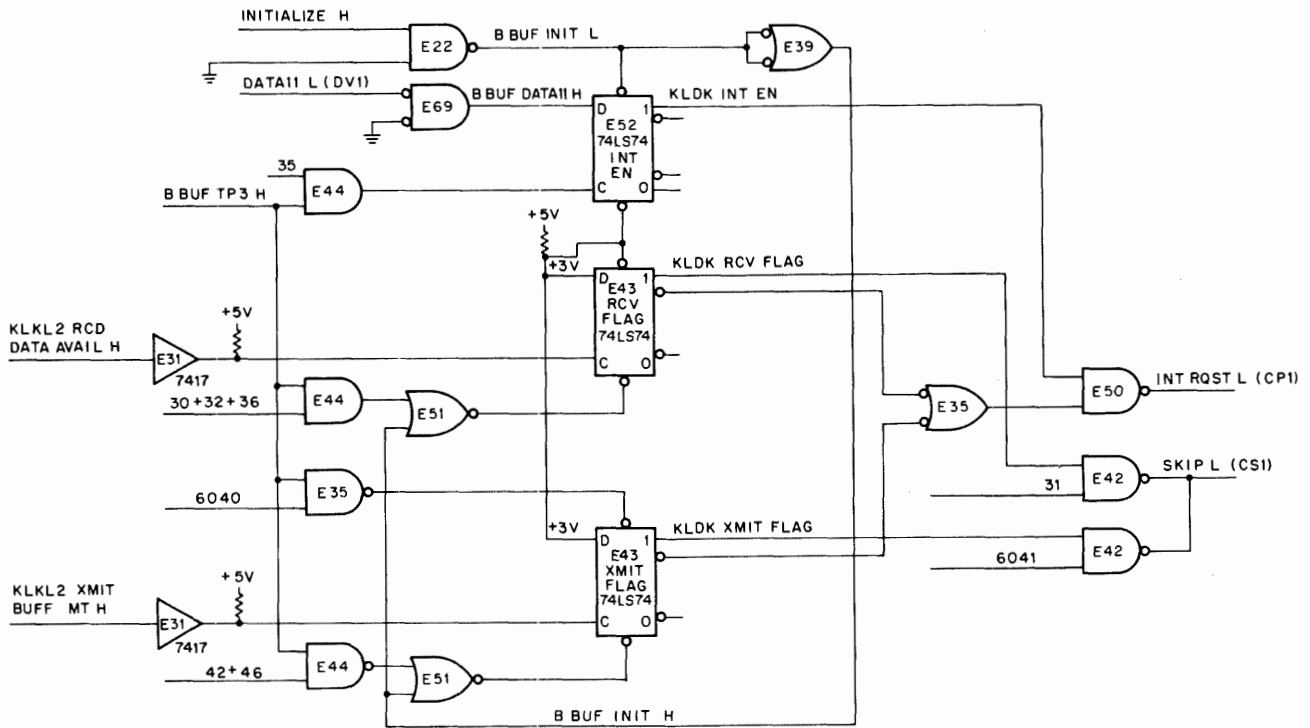 INITIALIZE H
E22
B BUF INIT L
E39
DATA11 L (DV1)
E69
B BUF DATA11 H
D 1
E52
74LS74
INT
EN
C 0
KLDK INT EN
35
E44
B BUF TP3 H
+5V
+3V
D 1
E43
RCV
FLAG
74LS74
C 0
KLDK RCV FLAG
+5V
KLKL2 RCD
DATA AVAIL H
E31
7417
E44
30+32+36
E51
E35
E50
INT RQST L (CP1)
E35
6040
E42
31
SKIP L (CS1)
+3V
D 1
E43
XMIT
FLAG
74LS74
C 0
KLDK XMIT FLAG
E42
6041
KLKL2 XMIT
BUFF MT H
+5V
E31
7417
E44
42+46
E51
B BUF INIT H